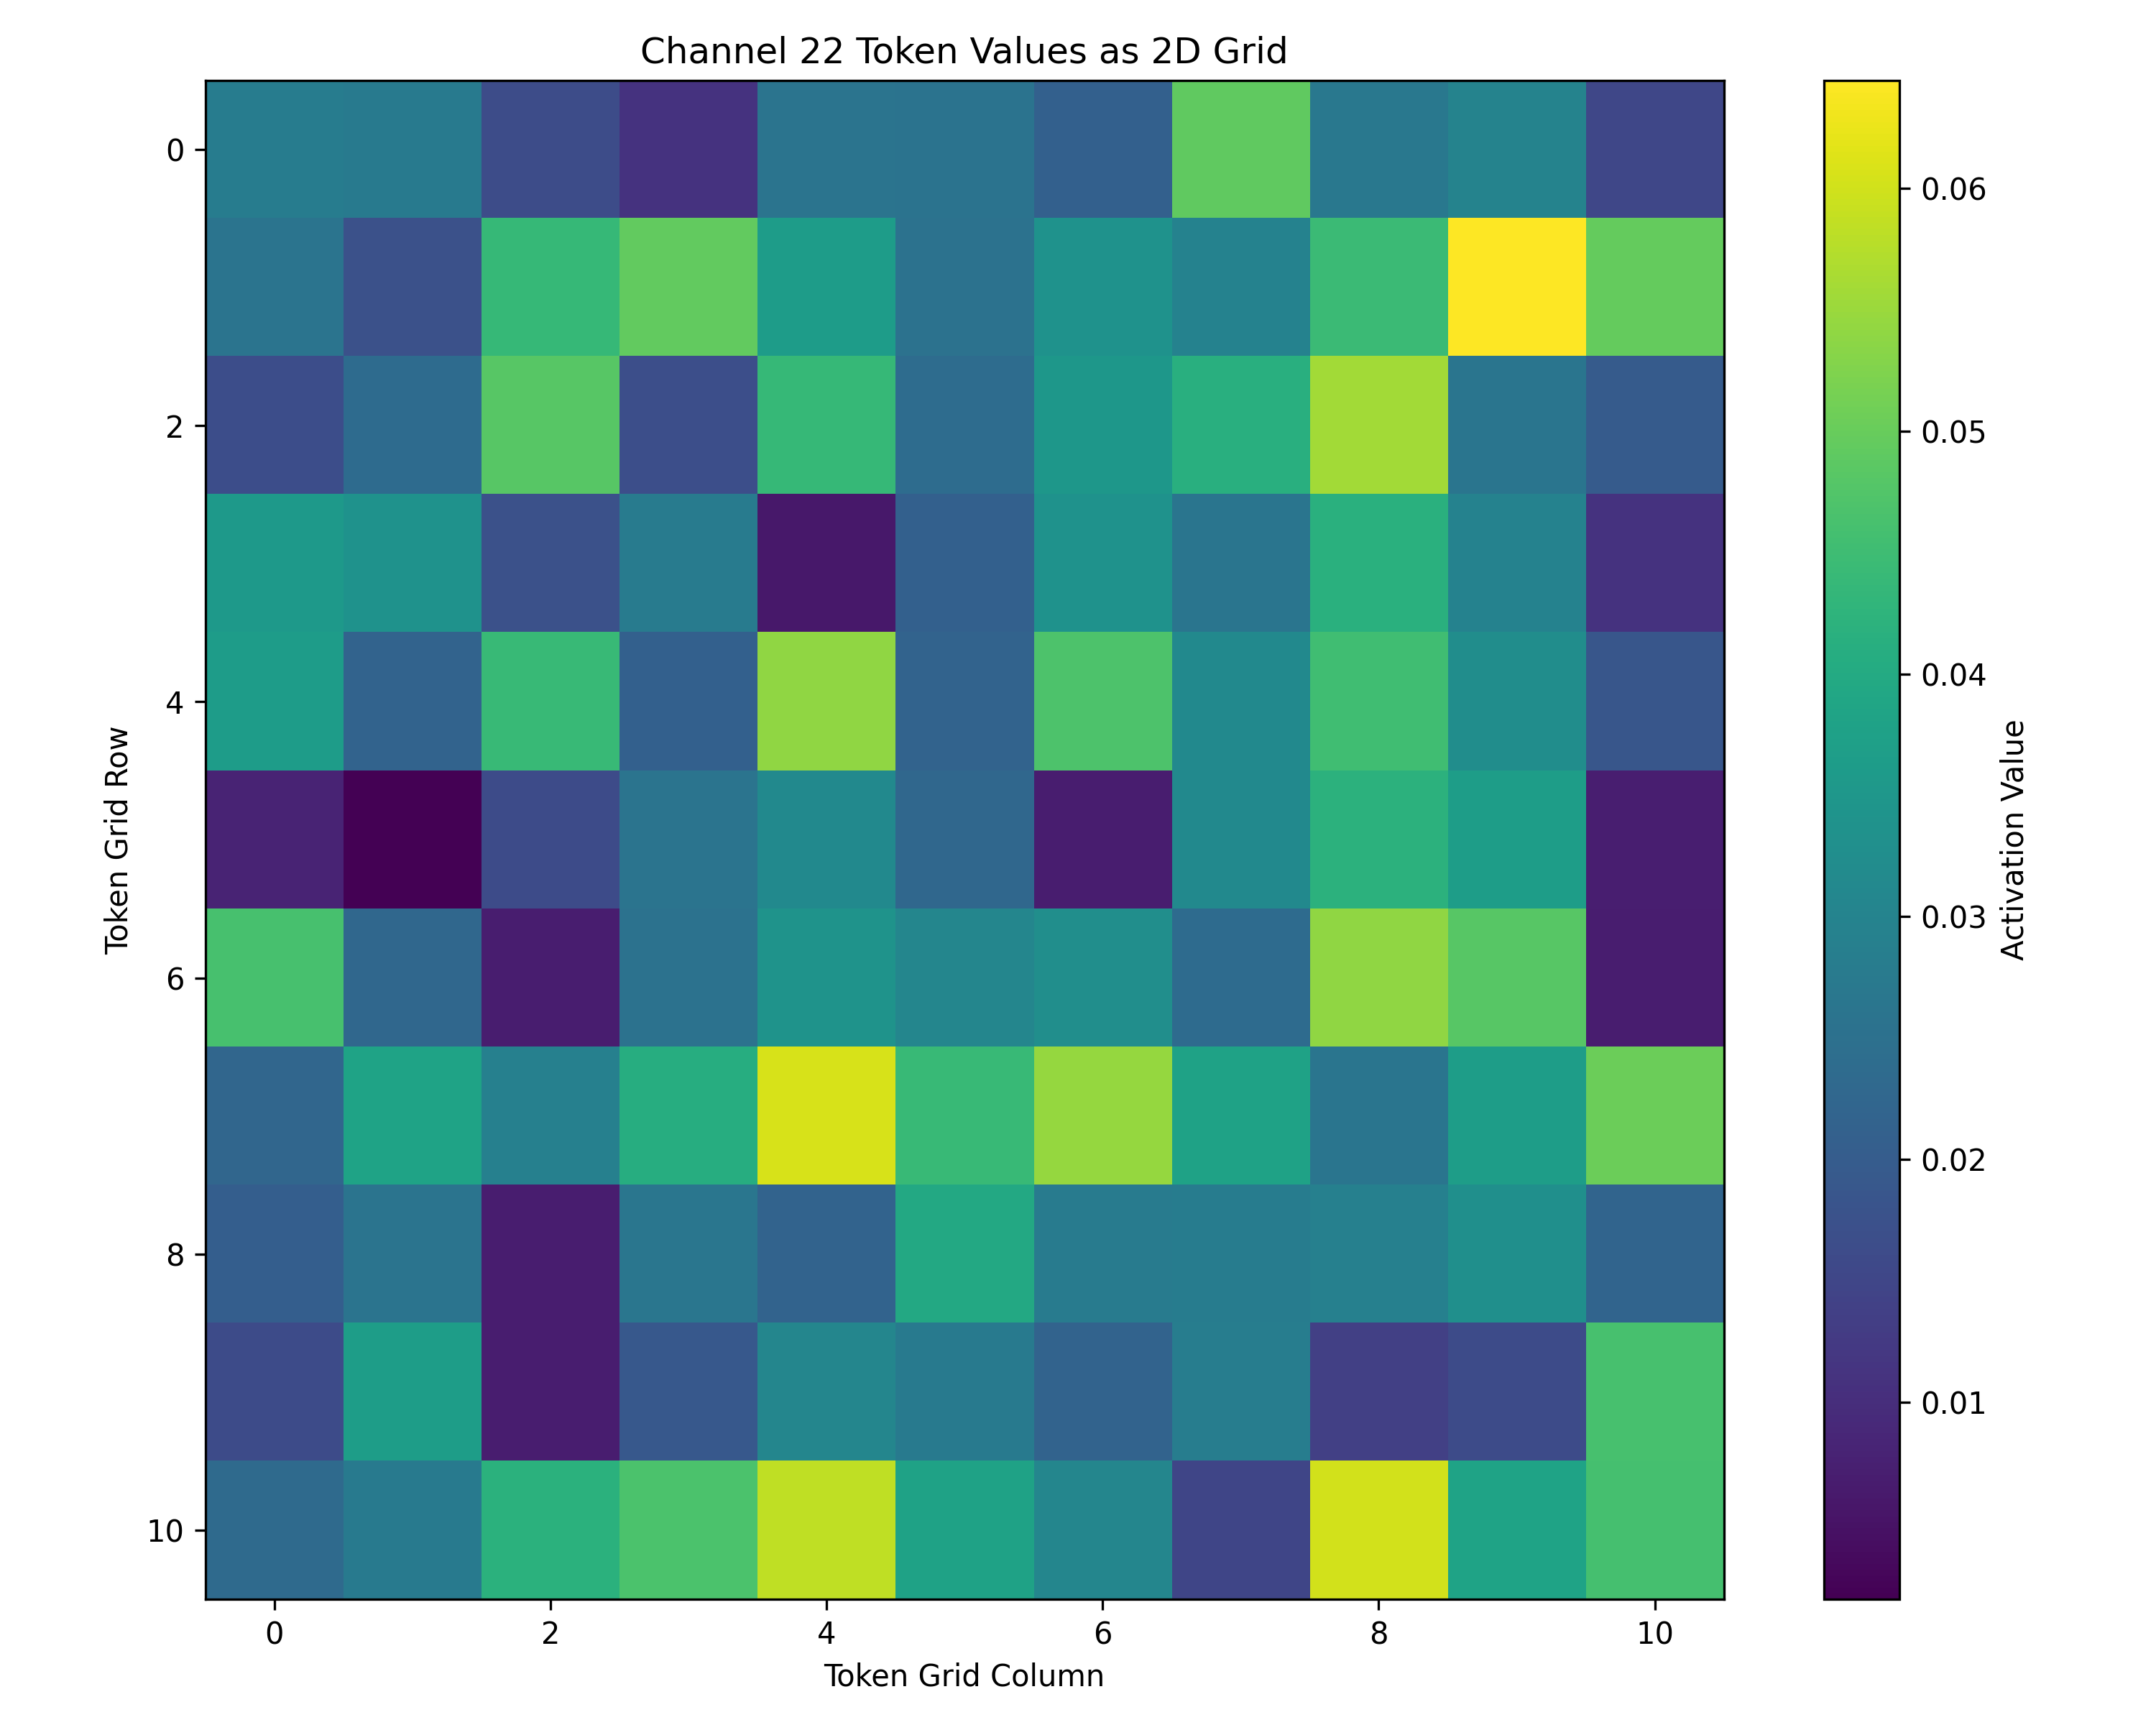 Channel 22 Token Values as 2D Grid
0
2
4
6
8
10
Token Grid Row
0 2 4 6 8 10
Token Grid Column
0.06
0.05
0.04
0.03
0.02
0.01
Activation Value